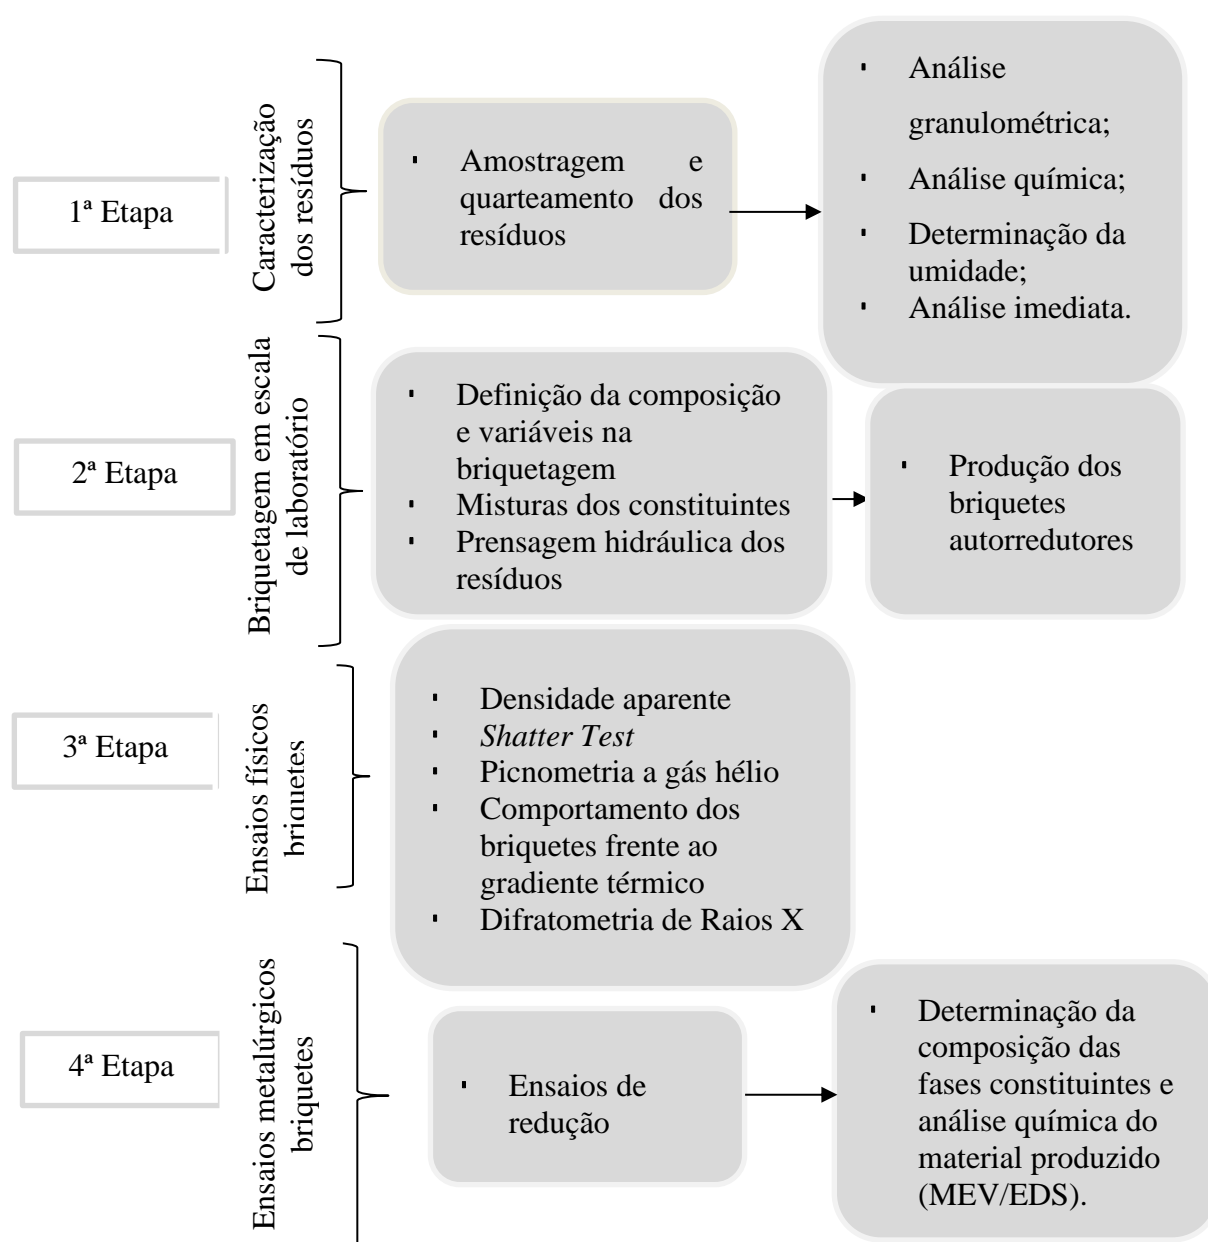 1ª Etapa
Caracterização
dos resíduos
▪ Amostragem e
quarteamento dos
resíduos
▪ Análise
granulométrica;
▪ Análise química;
▪ Determinação da
umidade;
▪ Análise imediata.
2ª Etapa
Briquetagem em escala
de laboratório
▪ Definição da composição
e variáveis na
briquetagem
▪ Misturas dos constituintes
▪ Prensagem hidráulica dos
resíduos
▪ Produção dos
briquetes
autorredutores
3ª Etapa
Ensaios físicos
briquetes
▪ Densidade aparente
▪ Shatter Test
▪ Picnometria a gás hélio
▪ Comportamento dos
briquetes frente ao
gradiente térmico
▪ Difratometria de Raios X
4ª Etapa
Ensaios metalúrgicos
briquetes
▪ Ensaios de
redução
▪ Determinação da
composição das
fases constituintes e
análise química do
material produzido
(MEV/EDS).